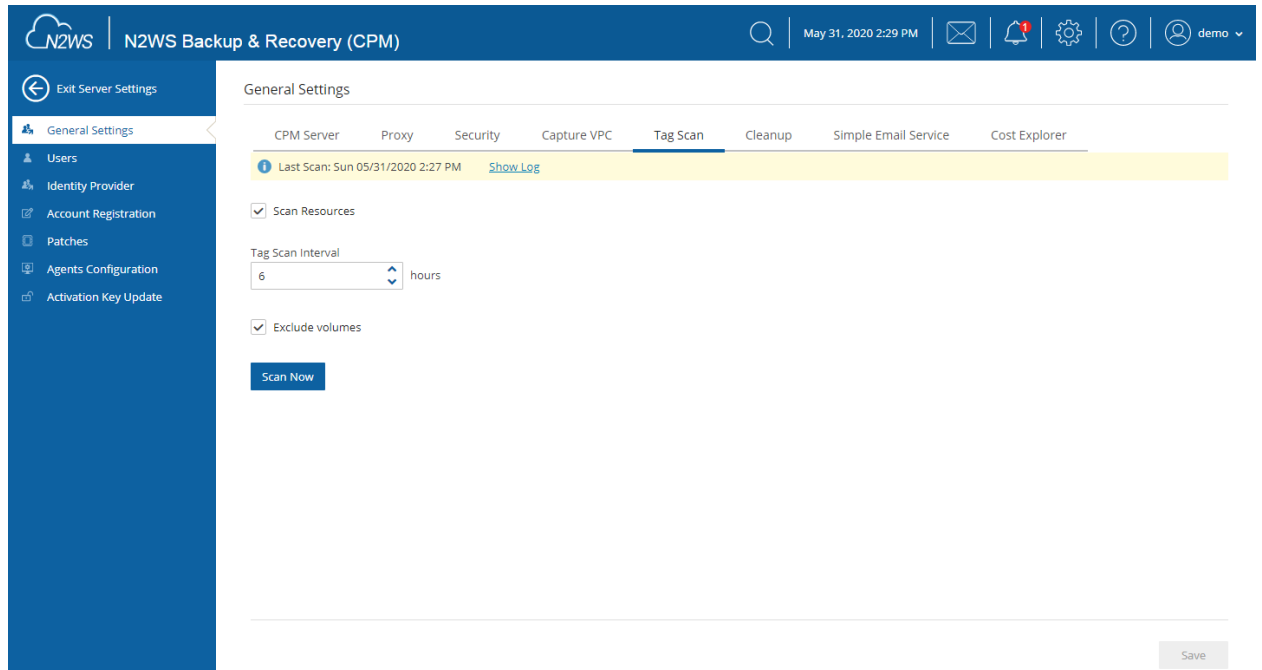 N2WS N2WS Backup & Recovery (CPM) May 31, 2020 2:29 PM 1 ? demo
Exit Server Settings
General Settings
Users
Identity Provider
Account Registration
Patches
Agents Configuration
Activation Key Update
General Settings
CPM Server Proxy Security Capture VPC Tag Scan Cleanup Simple Email Service Cost Explorer
Last Scan: Sun 05/31/2020 2:27 PM Show Log
Scan Resources
Tag Scan Interval
6 hours
Exclude volumes
Scan Now
Save